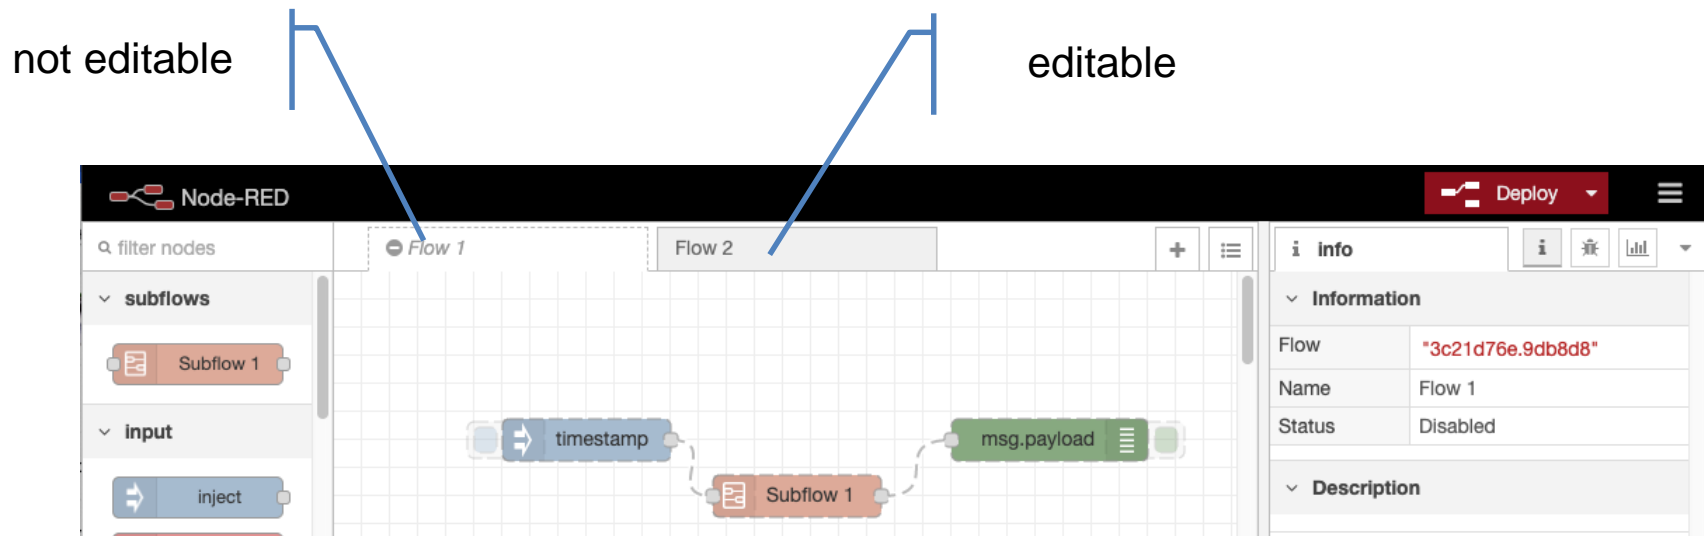 not editable
editable
Node-RED
Deploy
filter nodes
Flow 1
Flow 2
i info
i
subflows
Information
Subflow 1
Flow
"3c21d76e.9db8d8"
Name
Flow 1
input
timestamp
msg.payload
Status
Disabled
inject
Subflow 1
Description